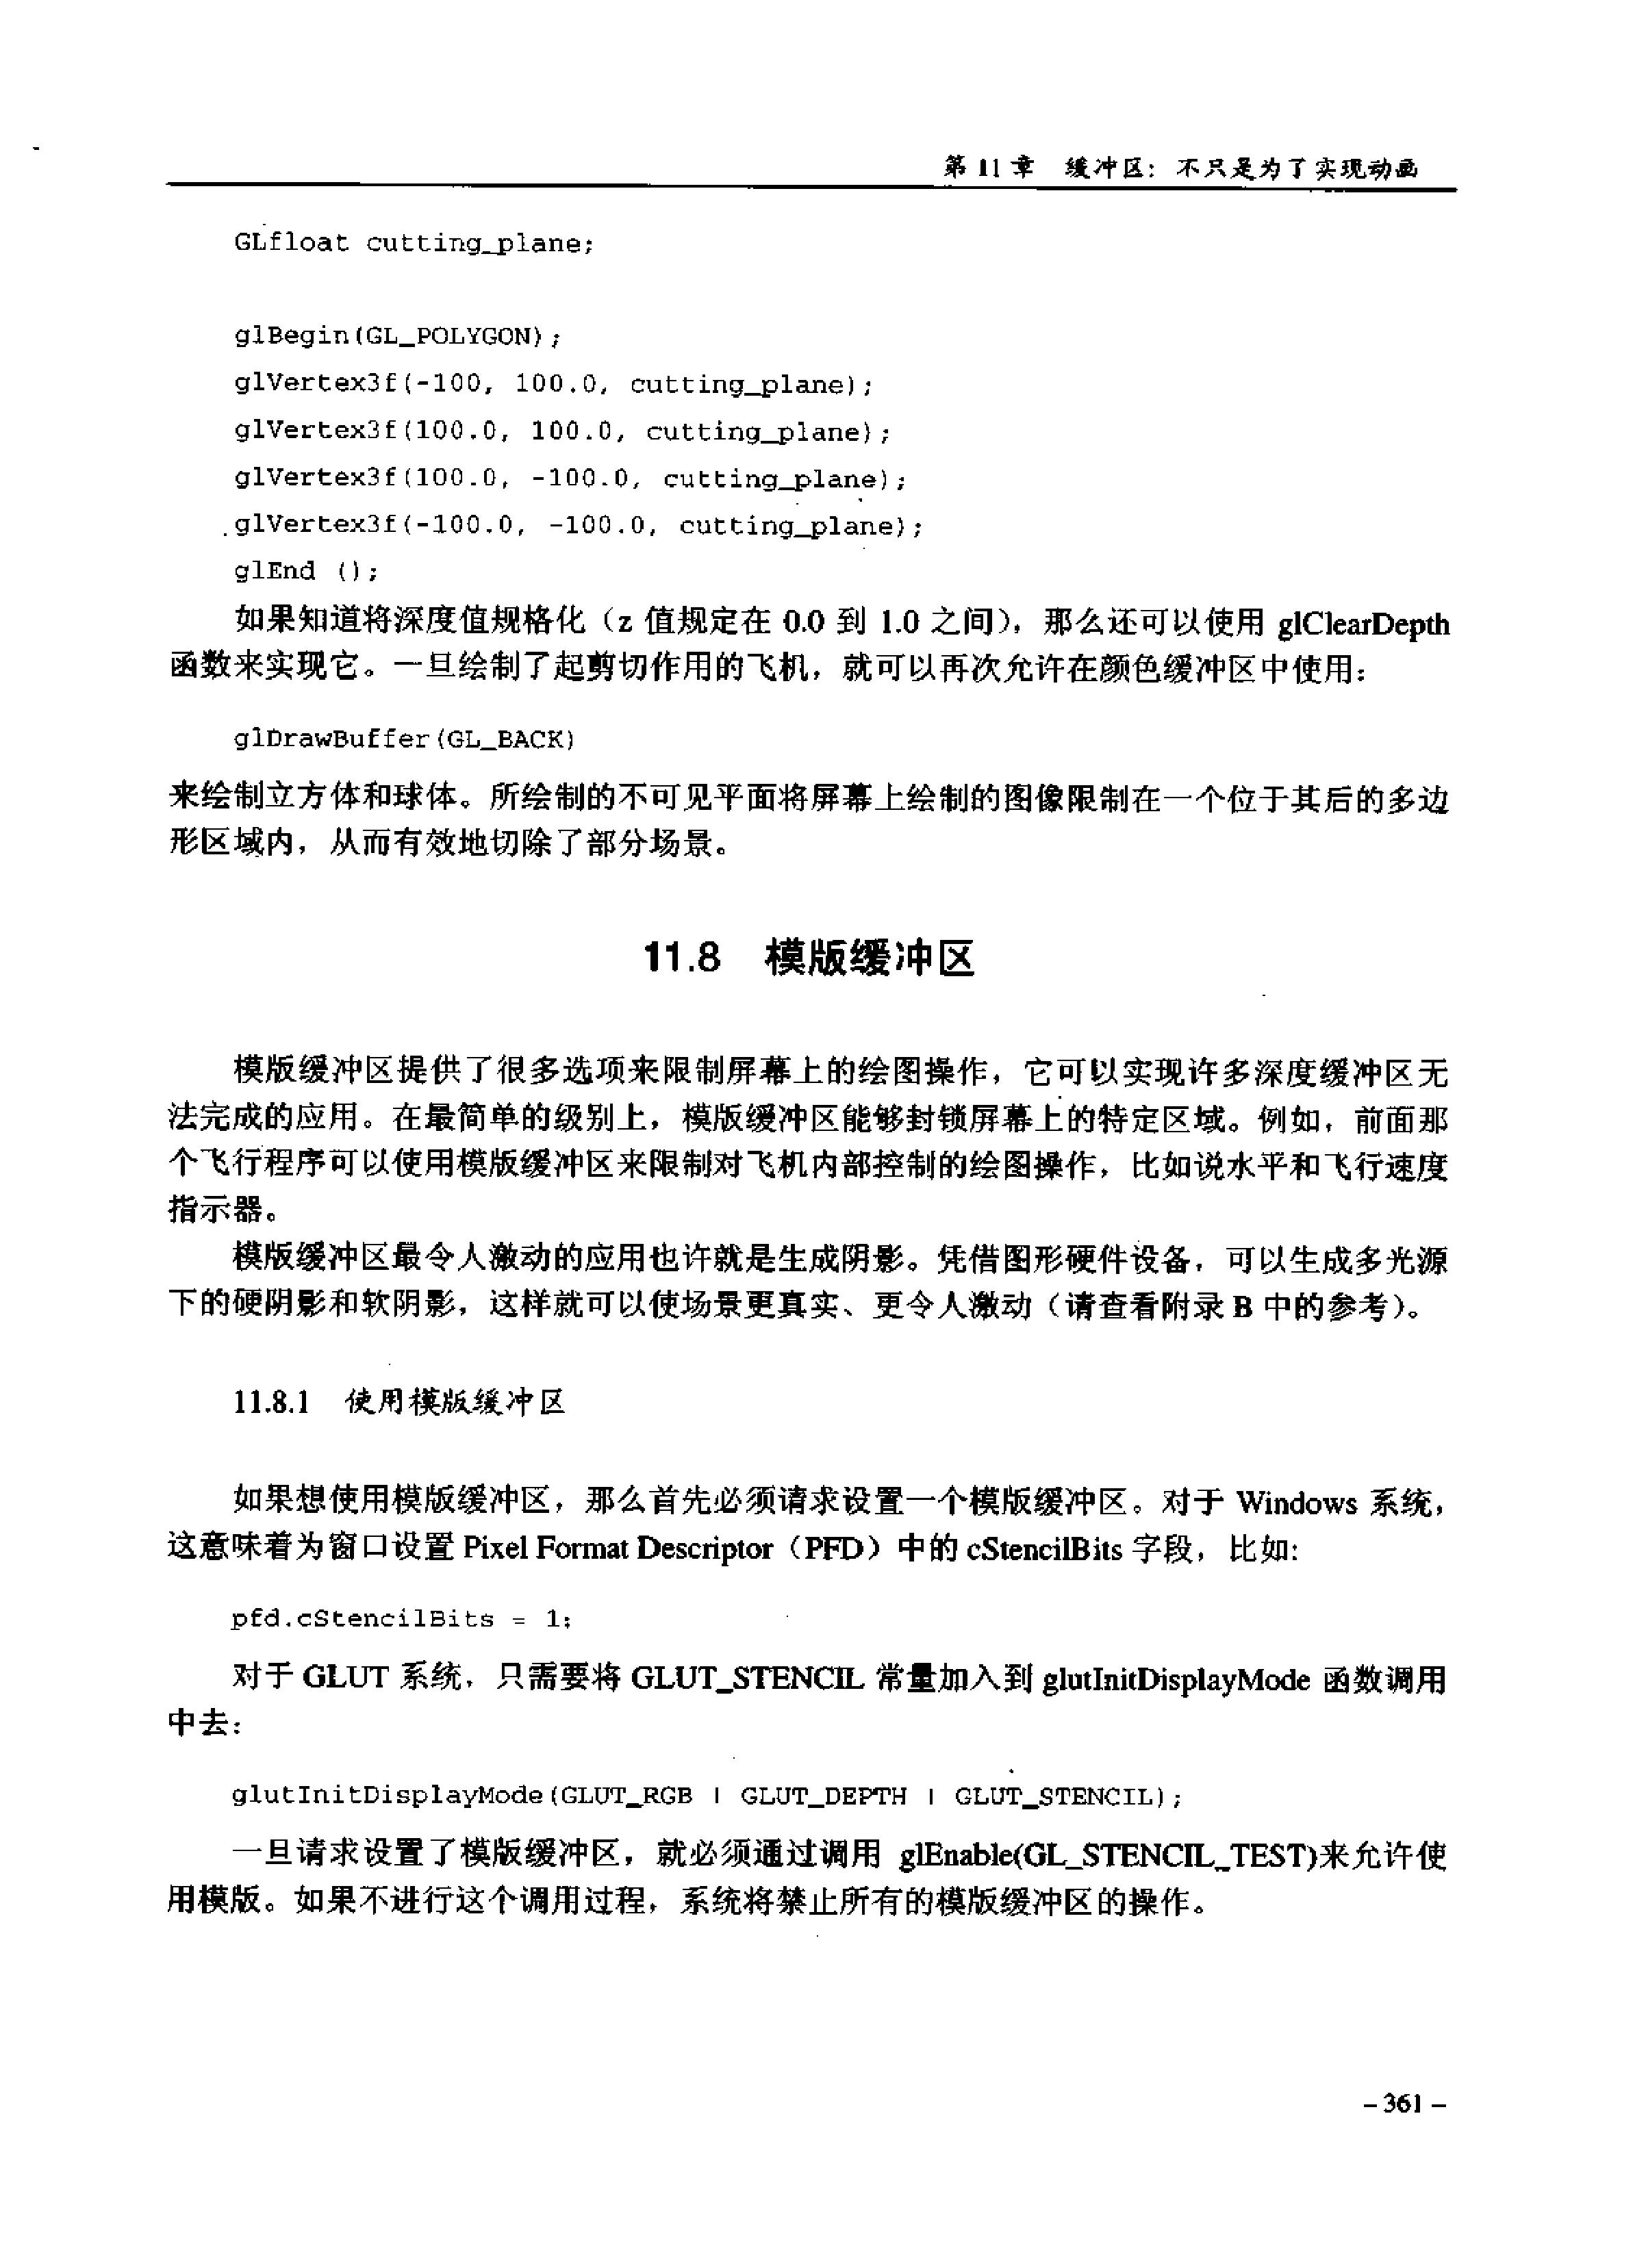 第 11 章 缓冲区：不只是为了实现动画
GLfloat cutting_plane;
glBegin(GL_POLYGON);
glVertex3f(-100, 100.0, cutting_plane);
glVertex3f(100.0, 100.0, cutting_plane);
glVertex3f(100.0, -100.0, cutting_plane);
glVertex3f(-100.0, -100.0, cutting_plane);
glEnd ();
如果知道将深度值规格化（z 值规定在 0.0 到 1.0 之间），那么还可以使用 glClearDepth
函数来实现它。一旦绘制了起剪切作用的飞机，就可以再次允许在颜色缓冲区中使用：
glDrawBuffer(GL_BACK)
来绘制立方体和球体。所绘制的不可见平面将屏幕上绘制的图像限制在一个位于其后的多边
形区域内，从而有效地切除了部分场景。
11.8 模版缓冲区
模版缓冲区提供了很多选项来限制屏幕上的绘图操作，它可以实现许多深度缓冲区无
法完成的应用。在最简单的级别上，模版缓冲区能够封锁屏幕上的特定区域。例如，前面那
个飞行程序可以使用模版缓冲区来限制对飞机内部控制的绘图操作，比如说水平和飞行速度
指示器。
模版缓冲区最令人激动的应用也许就是生成阴影。凭借图形硬件设备，可以生成多光源
下的硬阴影和软阴影，这样就可以使场景更真实、更令人激动（请查看附录 B 中的参考）。
11.8.1 使用模版缓冲区
如果想使用模版缓冲区，那么首先必须请求设置一个模版缓冲区。对于 Windows 系统，
这意味着为窗口设置 Pixel Format Descriptor（PFD）中的 cStencilBits 字段，比如:
pfd.cStencilBits = 1;
对于 GLUT 系统，只需要将 GLUT_STENCIL 常量加入到 glutInitDisplayMode 函数调用
中去：
glutInitDisplayMode(GLUT_RGB | GLUT_DEPTH | GLUT_STENCIL);
一旦请求设置了模版缓冲区，就必须通过调用 glEnable(GL_STENCIL_TEST)来允许使
用模版。如果不进行这个调用过程，系统将禁止所有的模版缓冲区的操作。
– 361 –